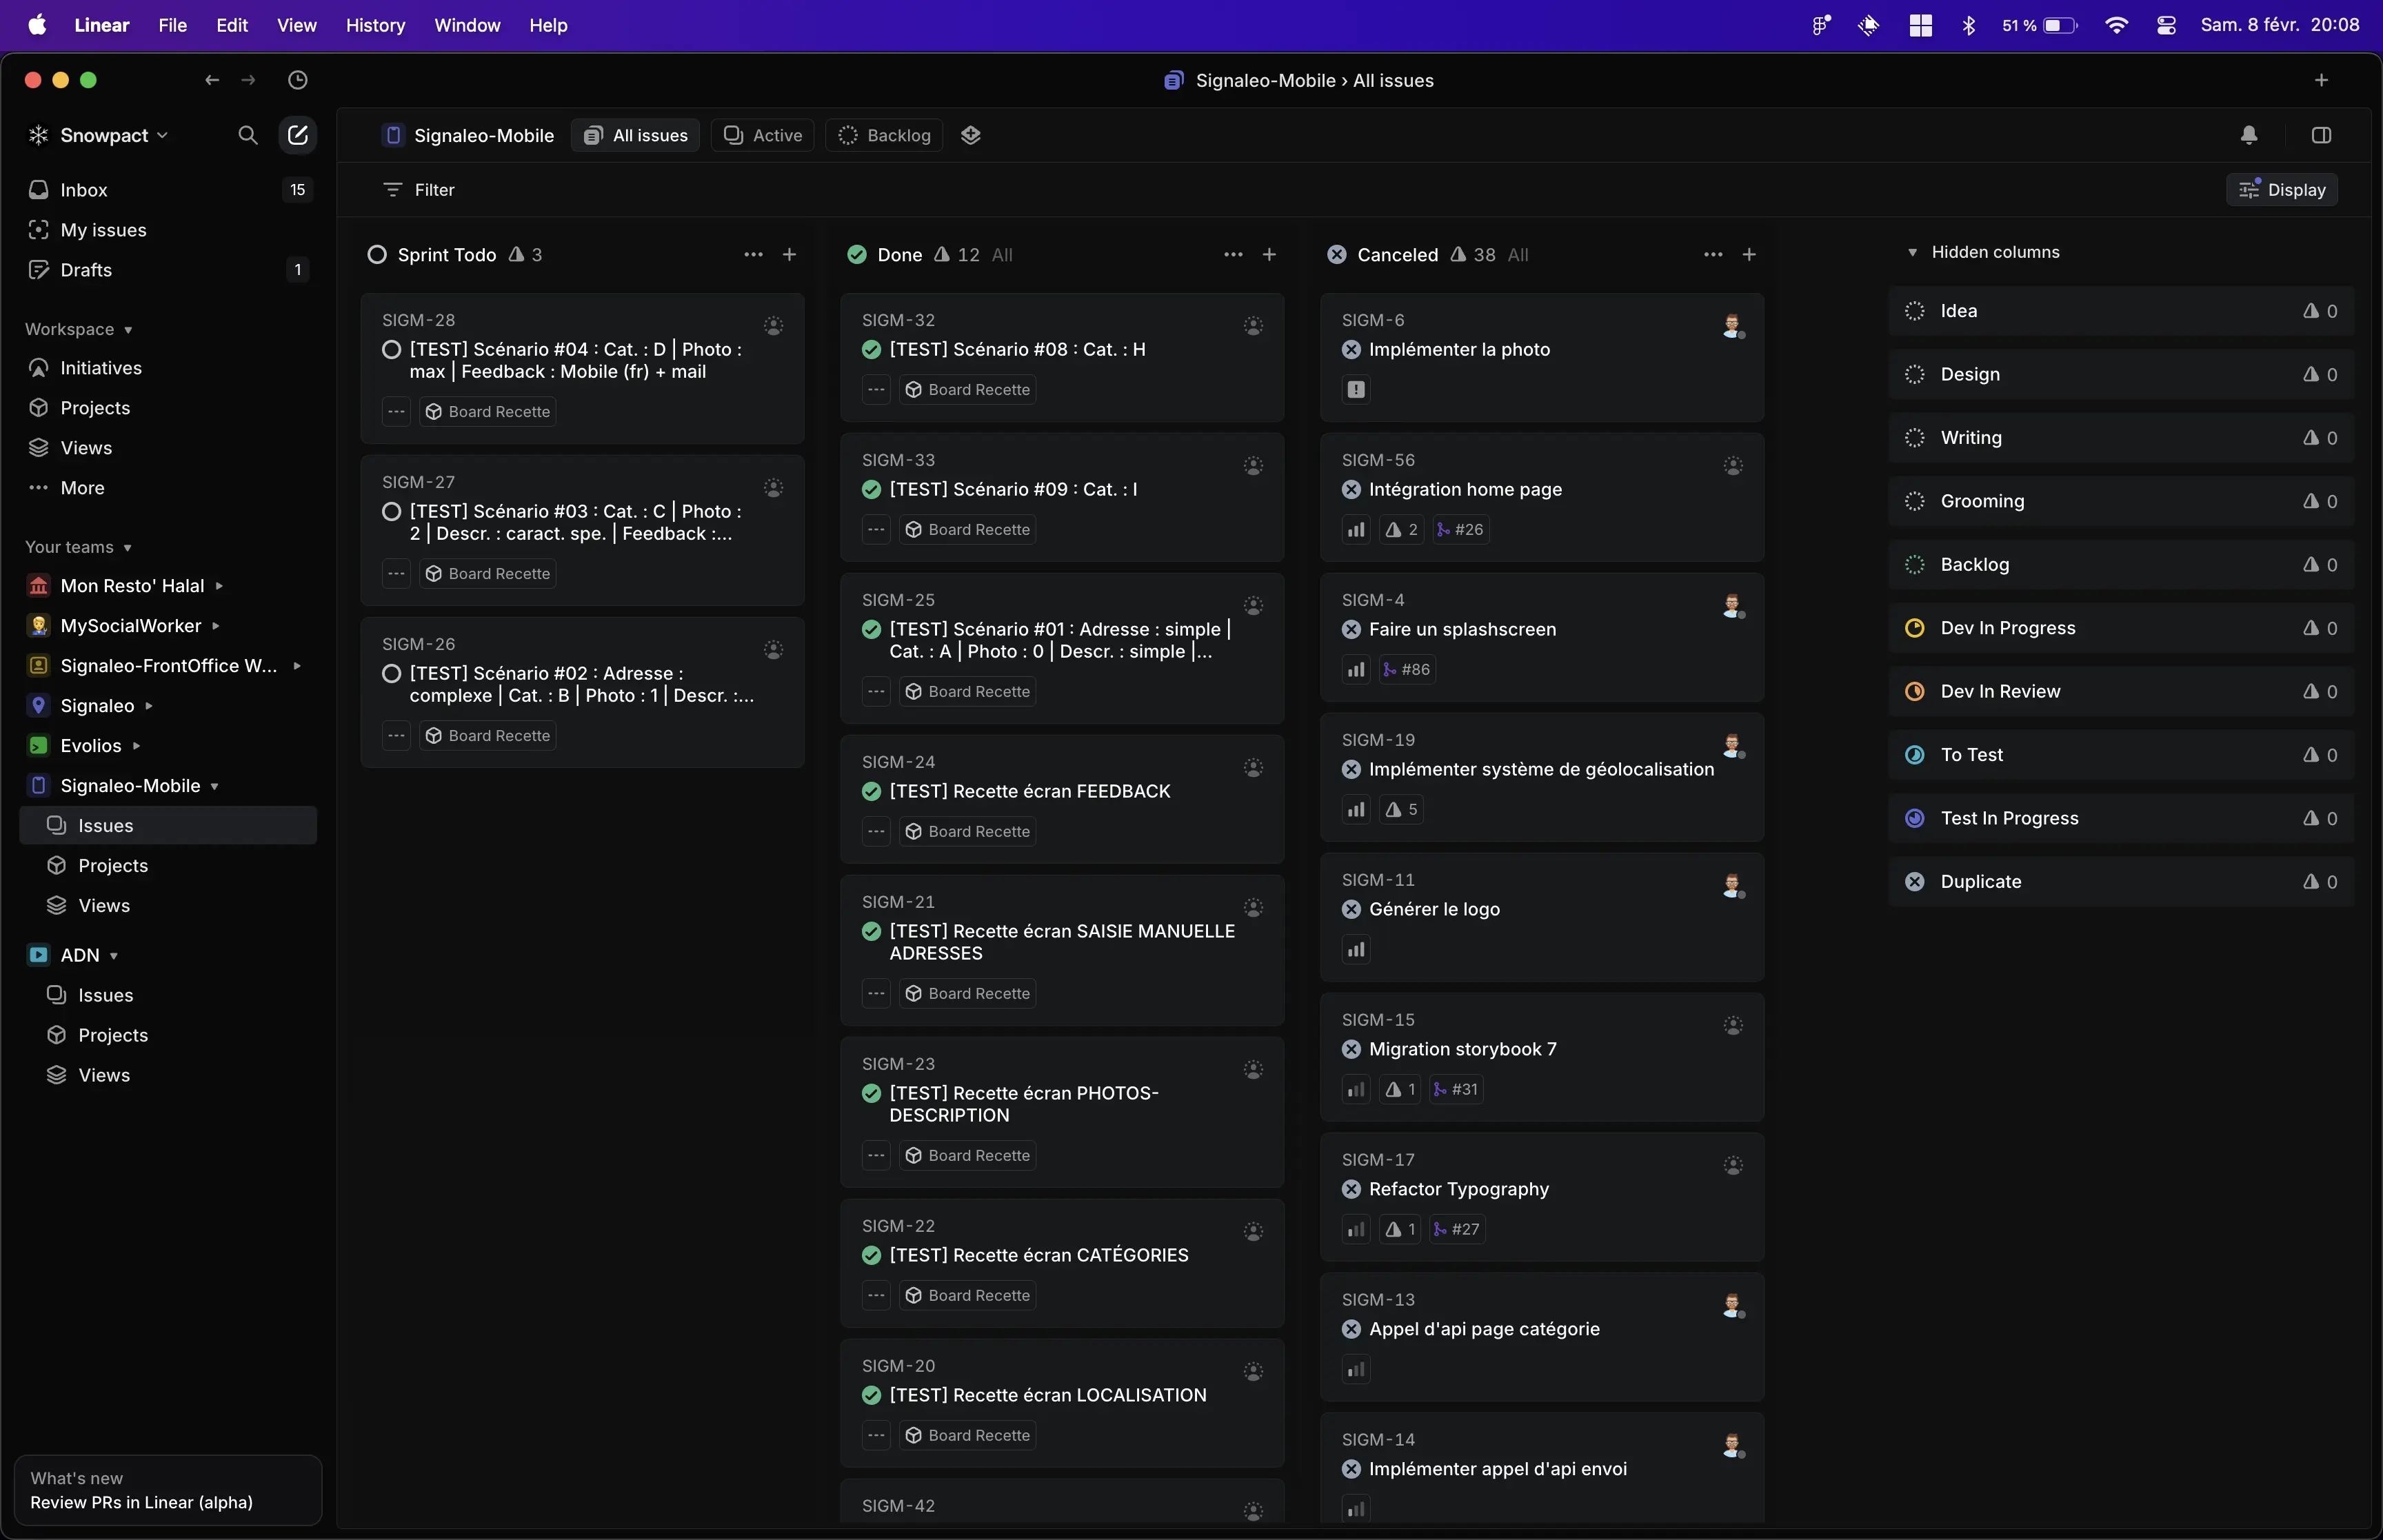 Linear File Edit View History Window Help
51 % Sam. 8 févr. 20:08
Signaleo-Mobile › All issues
Snowpact
Inbox 15
My issues
Drafts 1
Workspace
Initiatives
Projects
Views
More
Your teams
Mon Resto' Halal
MySocialWorker
Signaleo-FrontOffice W...
Signaleo
Evolios
Signaleo-Mobile
Issues
Projects
Views
ADN
Issues
Projects
Views
What's new
Review PRs in Linear (alpha)
Signaleo-Mobile All issues Active Backlog
Filter
Display
Sprint Todo 3
SIGM-28
[TEST] Scénario #04 : Cat. : D | Photo :
max | Feedback : Mobile (fr) + mail
Board Recette
SIGM-27
[TEST] Scénario #03 : Cat. : C | Photo :
2 | Descr. : caract. spe. | Feedback :...
Board Recette
SIGM-26
[TEST] Scénario #02 : Adresse :
complexe | Cat. : B | Photo : 1 | Descr. :...
Board Recette
Done 12 All
SIGM-32
[TEST] Scénario #08 : Cat. : H
Board Recette
SIGM-33
[TEST] Scénario #09 : Cat. : I
Board Recette
SIGM-25
[TEST] Scénario #01 : Adresse : simple |
Cat. : A | Photo : 0 | Descr. : simple |...
Board Recette
SIGM-24
[TEST] Recette écran FEEDBACK
Board Recette
SIGM-21
[TEST] Recette écran SAISIE MANUELLE
ADRESSES
Board Recette
SIGM-23
[TEST] Recette écran PHOTOS-
DESCRIPTION
Board Recette
SIGM-22
[TEST] Recette écran CATÉGORIES
Board Recette
SIGM-20
[TEST] Recette écran LOCALISATION
Board Recette
SIGM-42
Canceled 38 All
SIGM-6
Implémenter la photo
SIGM-56
Intégration home page
2 #26
SIGM-4
Faire un splashscreen
#86
SIGM-19
Implémenter système de géolocalisation
5
SIGM-11
Générer le logo
SIGM-15
Migration storybook 7
1 #31
SIGM-17
Refactor Typography
1 #27
SIGM-13
Appel d'api page catégorie
SIGM-14
Implémenter appel d'api envoi
Hidden columns
Idea 0
Design 0
Writing 0
Grooming 0
Backlog 0
Dev In Progress 0
Dev In Review 0
To Test 0
Test In Progress 0
Duplicate 0